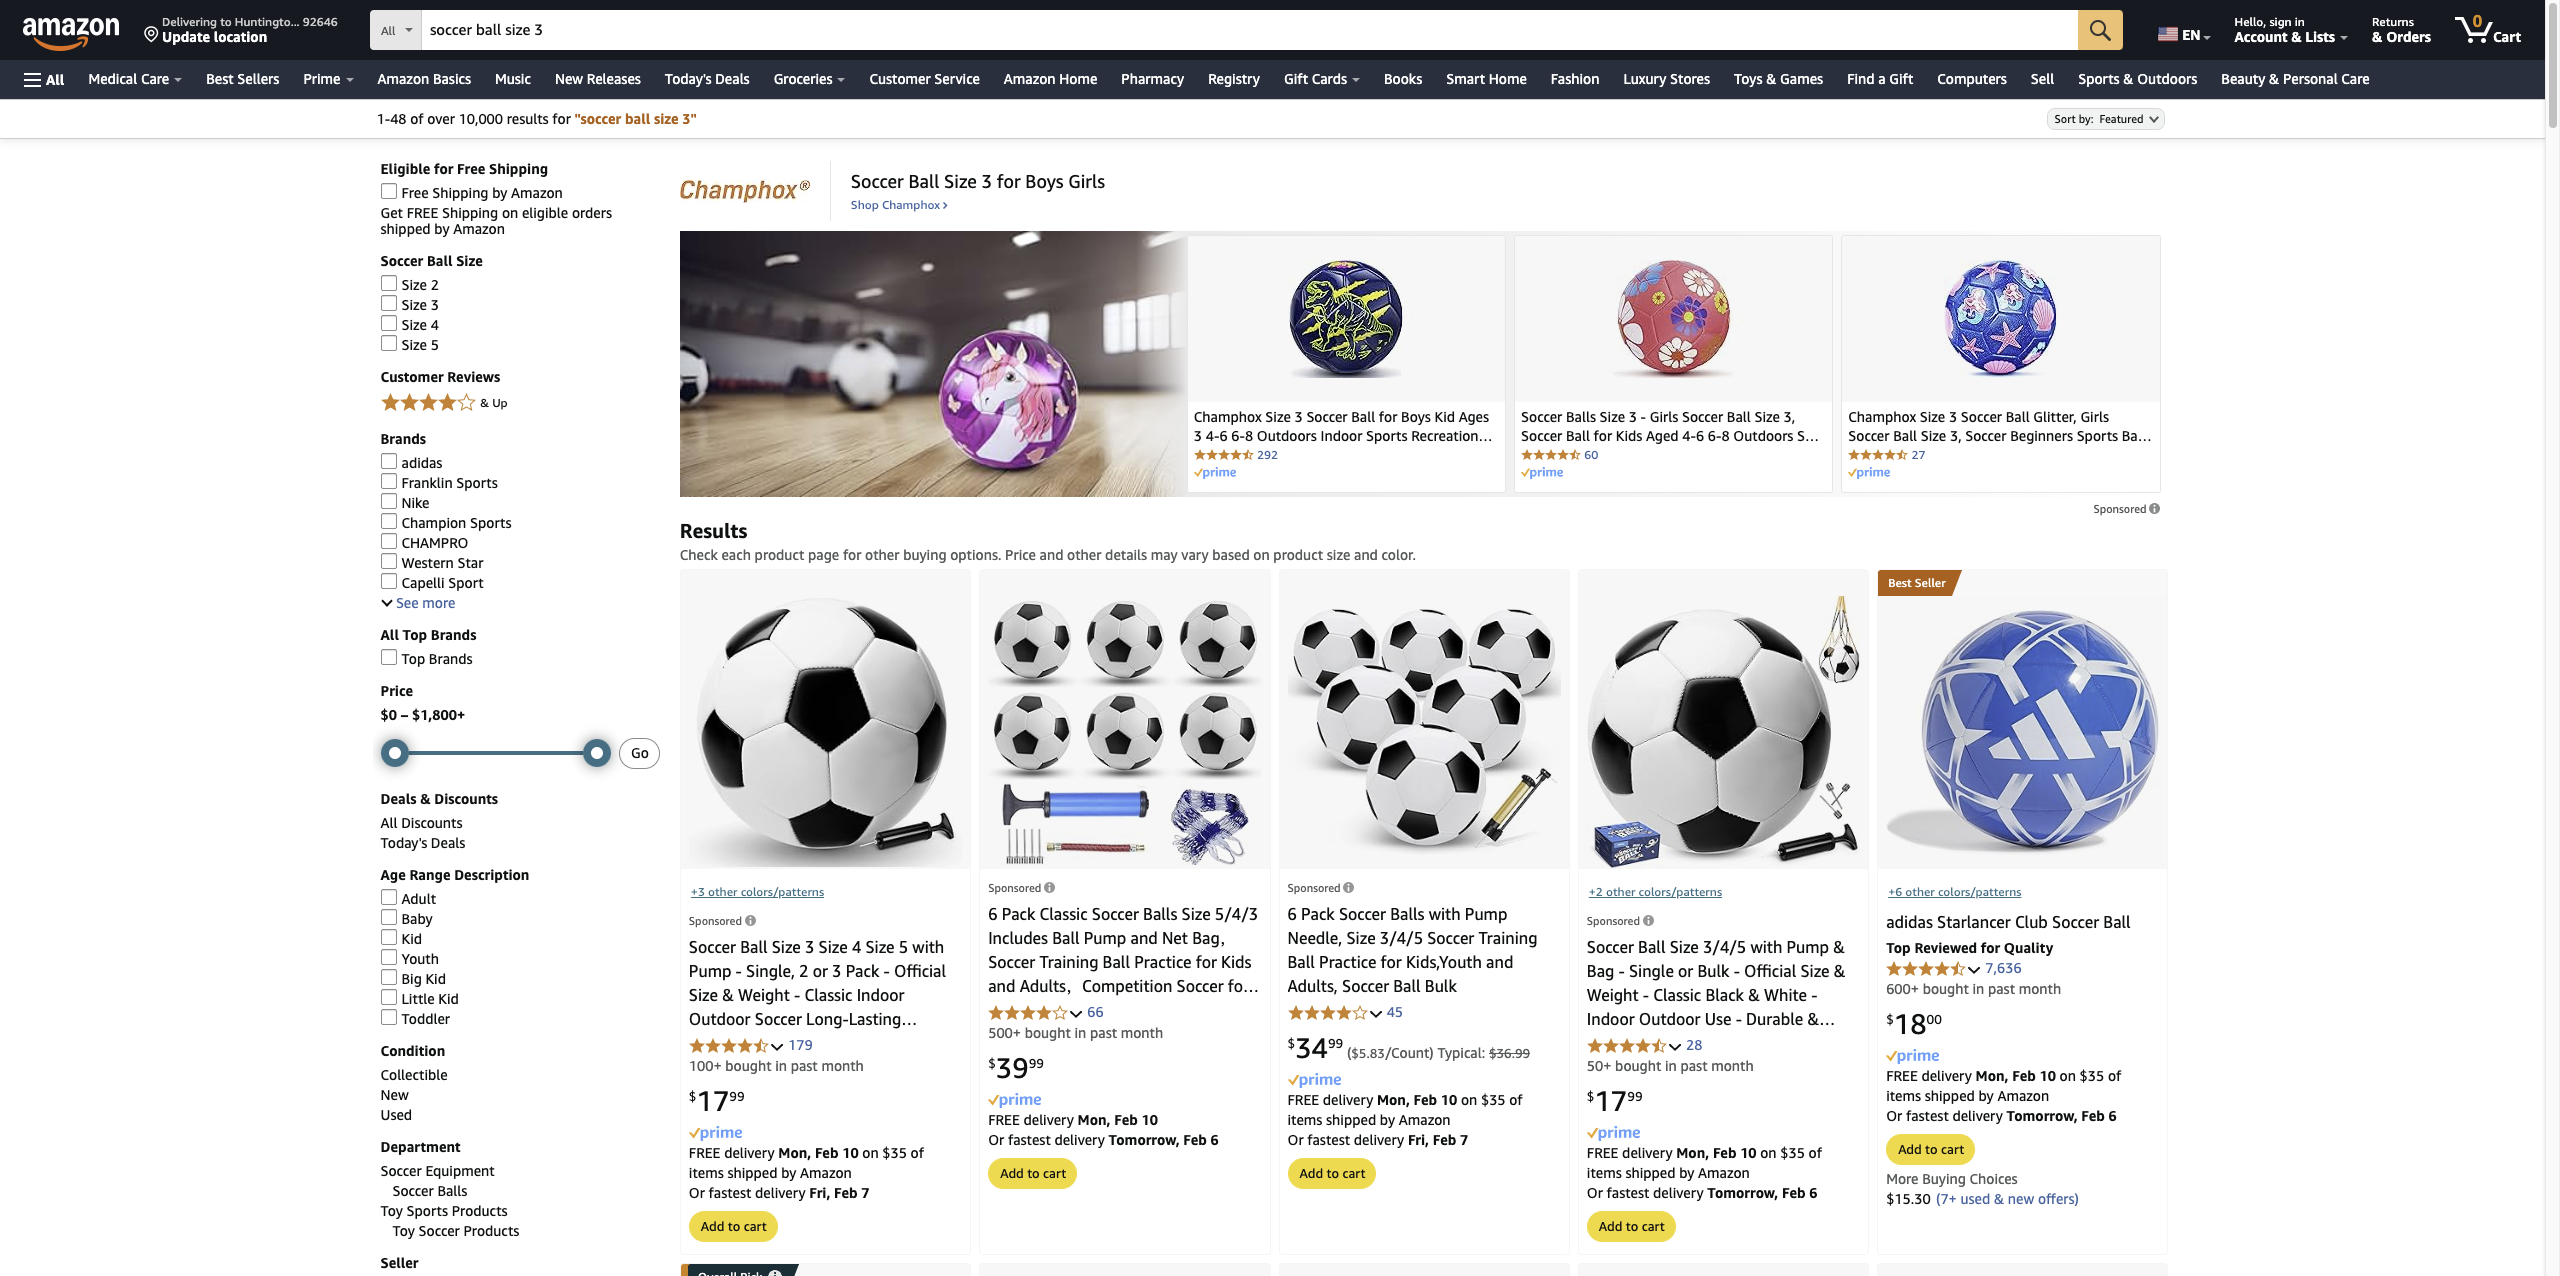 amazon
Delivering to Huntingto... 92646
Update location
All
soccer ball size 3
EN
Hello, sign in
Account & Lists
Returns
& Orders
0
Cart
All
Medical Care
Best Sellers
Prime
Amazon Basics
Music
New Releases
Today's Deals
Groceries
Customer Service
Amazon Home
Pharmacy
Registry
Gift Cards
Books
Smart Home
Fashion
Luxury Stores
Toys & Games
Find a Gift
Computers
Sell
Sports & Outdoors
Beauty & Personal Care
1-48 of over 10,000 results for "soccer ball size 3"
Sort by: Featured
Eligible for Free Shipping
Free Shipping by Amazon
Get FREE Shipping on eligible orders
shipped by Amazon
Soccer Ball Size
Size 2
Size 3
Size 4
Size 5
Customer Reviews
& Up
Brands
adidas
Franklin Sports
Nike
Champion Sports
CHAMPRO
Western Star
Capelli Sport
See more
All Top Brands
Top Brands
Price
$0 – $1,800+
Go
Deals & Discounts
All Discounts
Today's Deals
Age Range Description
Adult
Baby
Kid
Youth
Big Kid
Little Kid
Toddler
Condition
Collectible
New
Used
Department
Soccer Equipment
Soccer Balls
Toy Sports Products
Toy Soccer Products
Seller
Champhox®
Soccer Ball Size 3 for Boys Girls
Shop Champhox ›
Champhox Size 3 Soccer Ball for Boys Kid Ages
3 4-6 6-8 Outdoors Indoor Sports Recreation…
292
prime
Soccer Balls Size 3 - Girls Soccer Ball Size 3,
Soccer Ball for Kids Aged 4-6 6-8 Outdoors S…
60
prime
Champhox Size 3 Soccer Ball Glitter, Girls
Soccer Ball Size 3, Soccer Beginners Sports Ba…
27
prime
Sponsored
Results
Check each product page for other buying options. Price and other details may vary based on product size and color.
+3 other colors/patterns
Sponsored
Soccer Ball Size 3 Size 4 Size 5 with
Pump - Single, 2 or 3 Pack - Official
Size & Weight - Classic Indoor
Outdoor Soccer Long-Lasting…
179
100+ bought in past month
$17 99
prime
FREE delivery Mon, Feb 10 on $35 of
items shipped by Amazon
Or fastest delivery Fri, Feb 7
Add to cart
Sponsored
6 Pack Classic Soccer Balls Size 5/4/3
Includes Ball Pump and Net Bag,
Soccer Training Ball Practice for Kids
and Adults, Competition Soccer fo…
66
500+ bought in past month
$39 99
prime
FREE delivery Mon, Feb 10
Or fastest delivery Tomorrow, Feb 6
Add to cart
Sponsored
6 Pack Soccer Balls with Pump
Needle, Size 3/4/5 Soccer Training
Ball Practice for Kids,Youth and
Adults, Soccer Ball Bulk
45
$34 99 ($5.83/Count) Typical: $36.99
prime
FREE delivery Mon, Feb 10 on $35 of
items shipped by Amazon
Or fastest delivery Fri, Feb 7
Add to cart
+2 other colors/patterns
Sponsored
Soccer Ball Size 3/4/5 with Pump &
Bag - Single or Bulk - Official Size &
Weight - Classic Black & White -
Indoor Outdoor Use - Durable &…
28
50+ bought in past month
$17 99
prime
FREE delivery Mon, Feb 10 on $35 of
items shipped by Amazon
Or fastest delivery Tomorrow, Feb 6
Add to cart
Best Seller
+6 other colors/patterns
adidas Starlancer Club Soccer Ball
Top Reviewed for Quality
7,636
600+ bought in past month
$18 00
prime
FREE delivery Mon, Feb 10 on $35 of
items shipped by Amazon
Or fastest delivery Tomorrow, Feb 6
Add to cart
More Buying Choices
$15.30 (7+ used & new offers)
Overall Pick